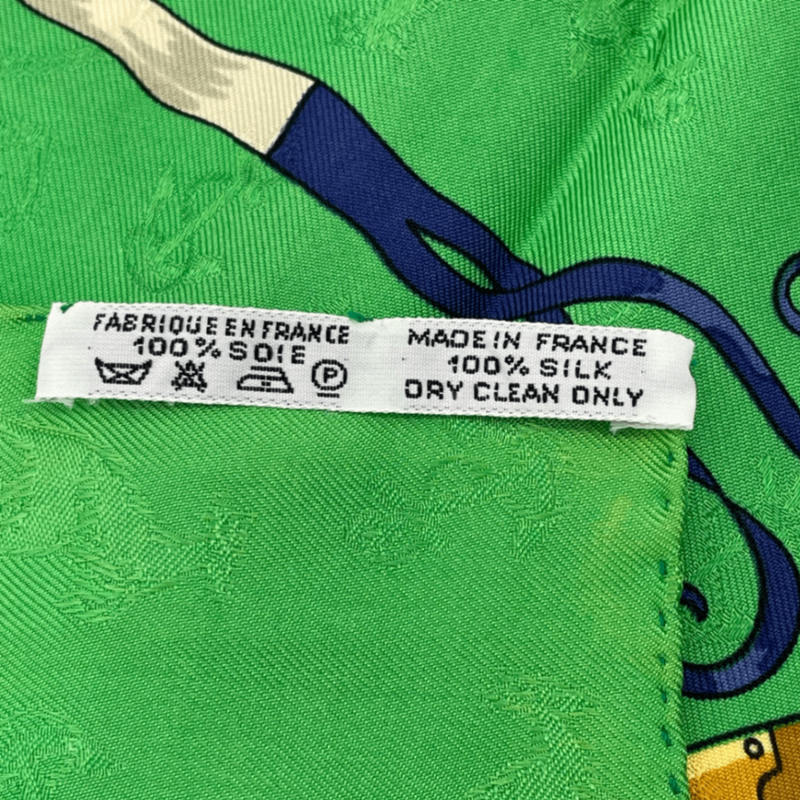 FABRIQUE EN FRANCE
100% SOIE
P
MADE IN FRANCE
100% SILK
DRY CLEAN ONLY